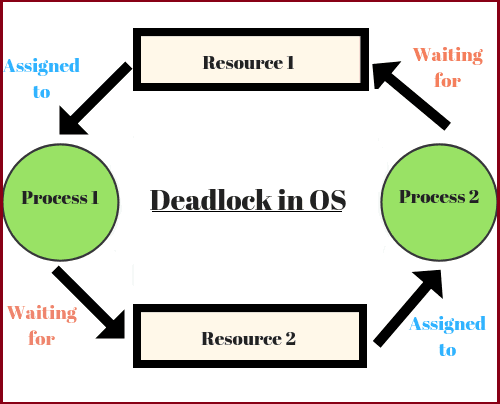 Resource 1
Assigned
to
Waiting
for
Process 1
Deadlock in OS
Process 2
Waiting
for
Resource 2
Assigned
to